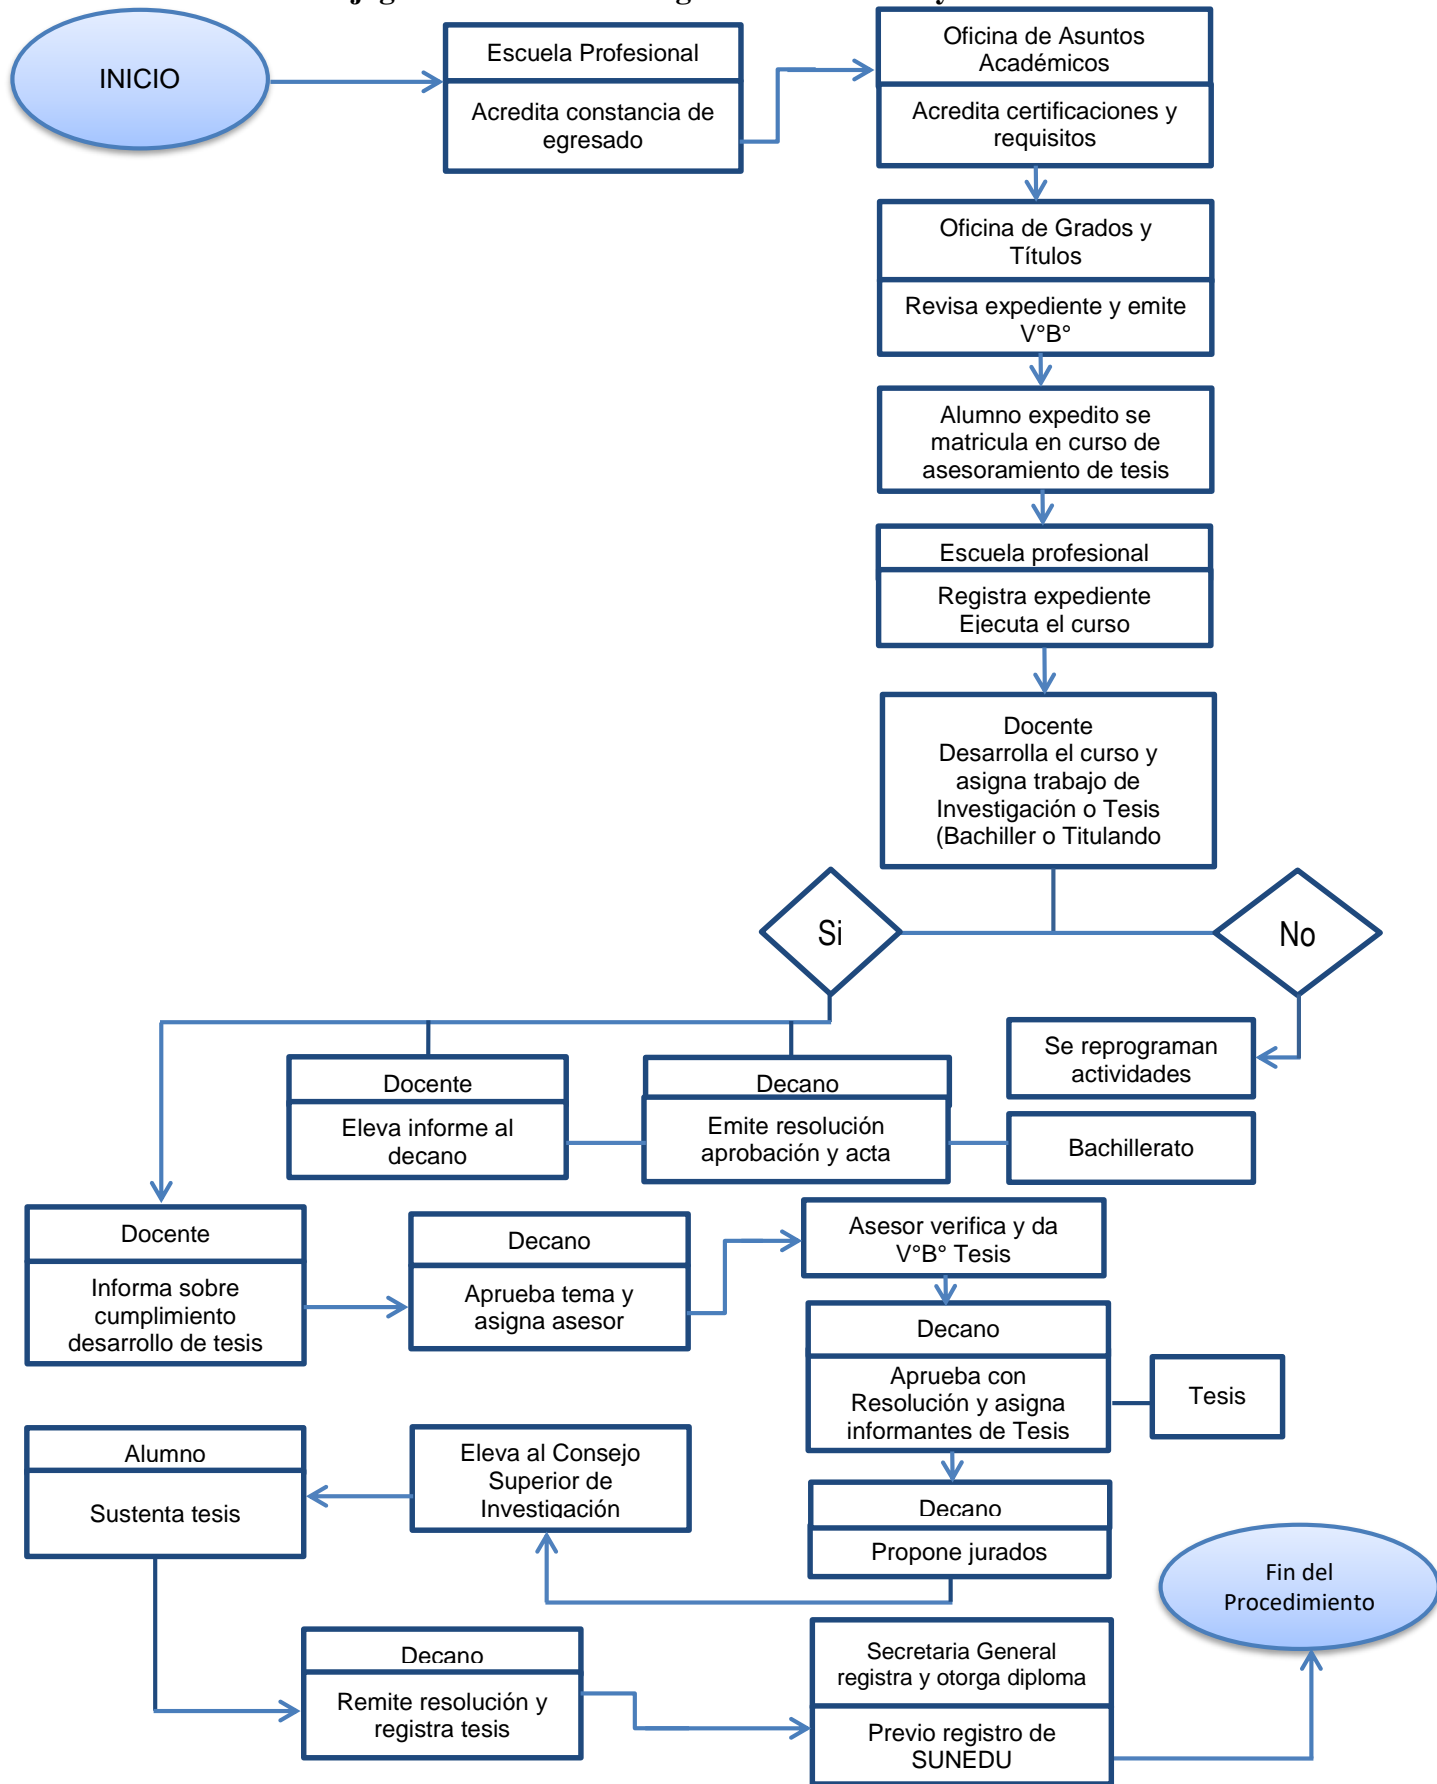 INICIO
Escuela Profesional
Acredita constancia de
egresado
Oficina de Asuntos
Académicos
Acredita certificaciones y
requisitos
Oficina de Grados y
Títulos
Revisa expediente y emite
V°B°
Alumno expedito se
matricula en curso de
asesoramiento de tesis
Escuela profesional
Registra expediente
Ejecuta el curso
Docente
Desarrolla el curso y
asigna trabajo de
Investigación o Tesis
(Bachiller o Titulando
Si
No
Se reprograman
actividades
Docente
Eleva informe al
decano
Decano
Emite resolución
aprobación y acta
Bachillerato
Docente
Informa sobre
cumplimiento
desarrollo de tesis
Decano
Aprueba tema y
asigna asesor
Asesor verifica y da
V°B° Tesis
Decano
Aprueba con
Resolución y asigna
informantes de Tesis
Tesis
Decano
Propone jurados
Eleva al Consejo
Superior de
Investigación
Alumno
Sustenta tesis
Decano
Remite resolución y
registra tesis
Secretaria General
registra y otorga diploma
Previo registro de
SUNEDU
Fin del
Procedimiento